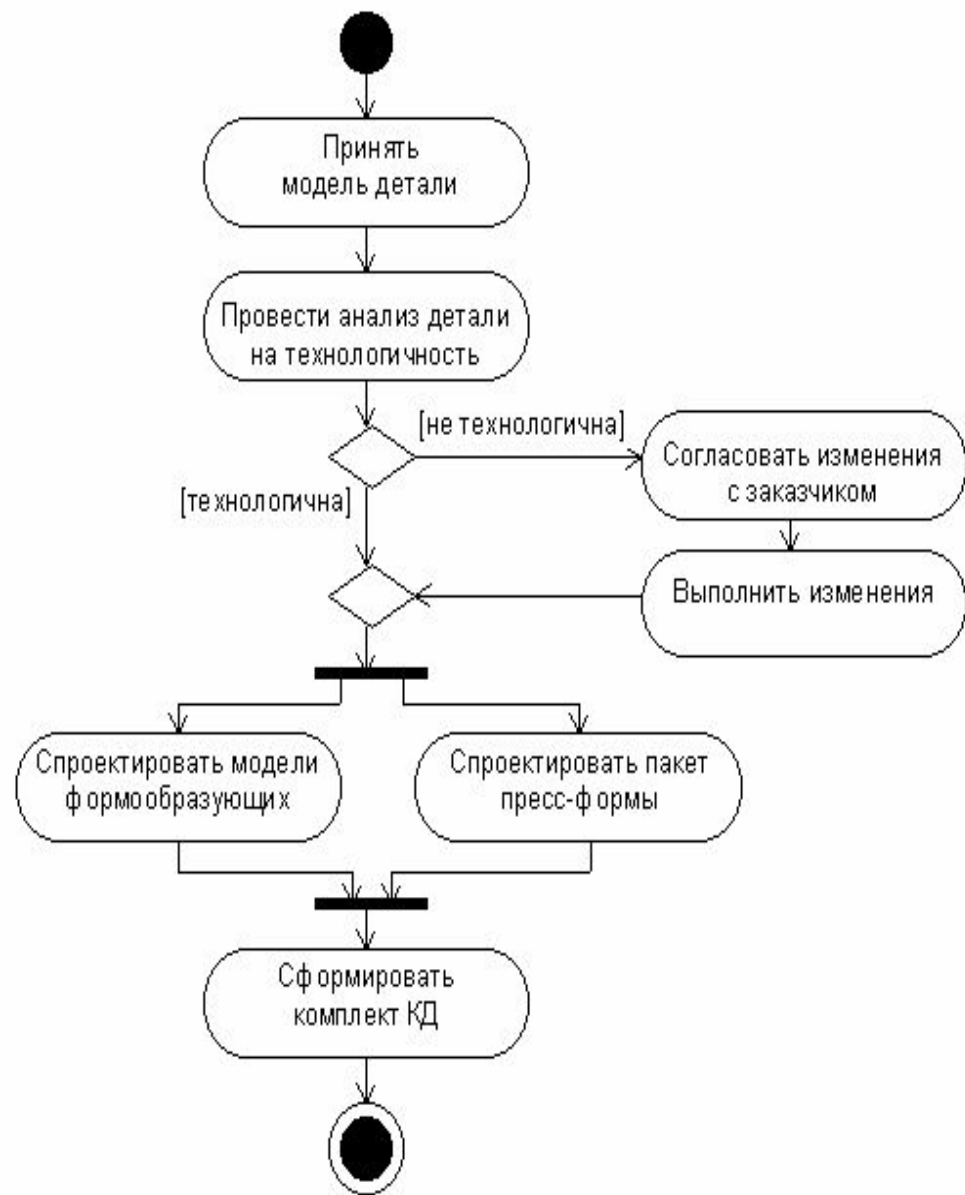 Принять
модель детали
Провести анализ детали
на технологичность
[не технологична]
Согласовать изменения
с заказчиком
[технологична]
Выполнить изменения
Спроектировать модели
формообразующих
Спроектировать пакет
пресс-формы
Сформировать
комплект КД